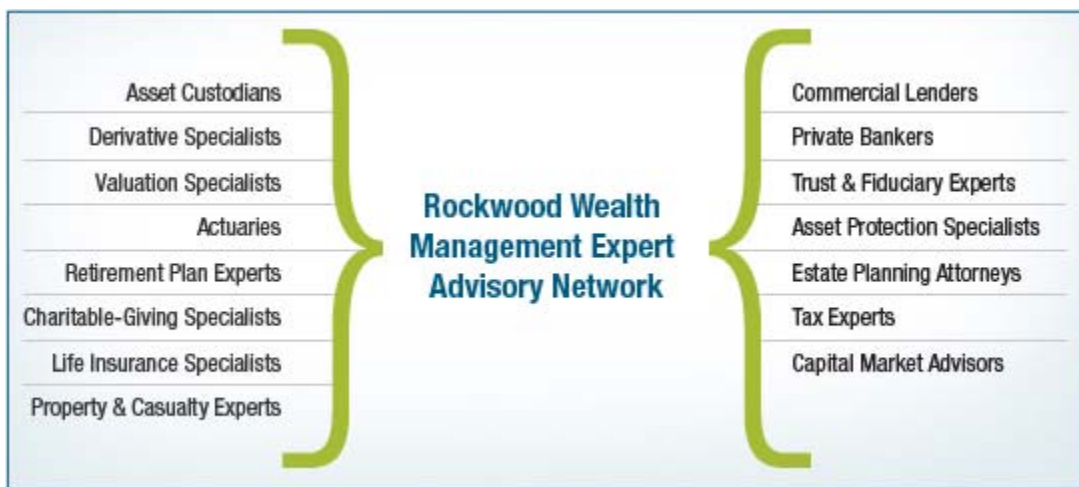 Asset Custodians
Derivative Specialists
Valuation Specialists
Actuaries
Retirement Plan Experts
Charitable-Giving Specialists
Life Insurance Specialists
Property & Casualty Experts
Rockwood Wealth
Management Expert
Advisory Network
Commercial Lenders
Private Bankers
Trust & Fiduciary Experts
Asset Protection Specialists
Estate Planning Attorneys
Tax Experts
Capital Market Advisors